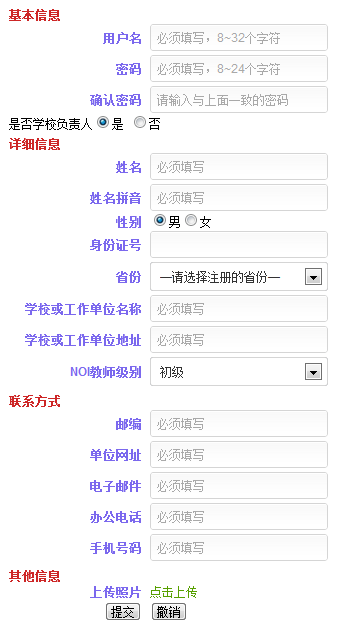 基本信息
用户名 必须填写，8~32个字符
密码 必须填写，8~24个字符
确认密码 请输入与上面一致的密码
是否学校负责人 是 否
详细信息
姓名 必须填写
姓名拼音 必须填写
性别 男 女
身份证号
省份 —请选择注册的省份—
学校或工作单位名称 必须填写
学校或工作单位地址 必须填写
NOI教师级别 初级
联系方式
邮编 必须填写
单位网址 必须填写
电子邮件 必须填写
办公电话 必须填写
手机号码 必须填写
其他信息
上传照片 点击上传
提交 撤销